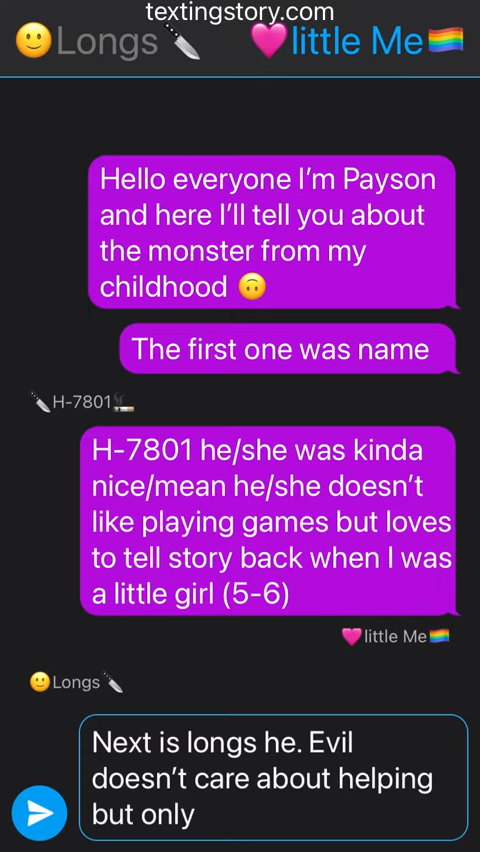 textingstory.com
🙂Longs🔪 💗little Me🏳️‍🌈
Hello everyone I’m Payson
and here I’ll tell you about
the monster from my
childhood 🙃
The first one was name
🔪H-7801🚬
H-7801 he/she was kinda
nice/mean he/she doesn’t
like playing games but loves
to tell story back when I was
a little girl (5-6)
💗little Me🏳️‍🌈
🙂Longs🔪
Next is longs he. Evil
doesn’t care about helping
but only